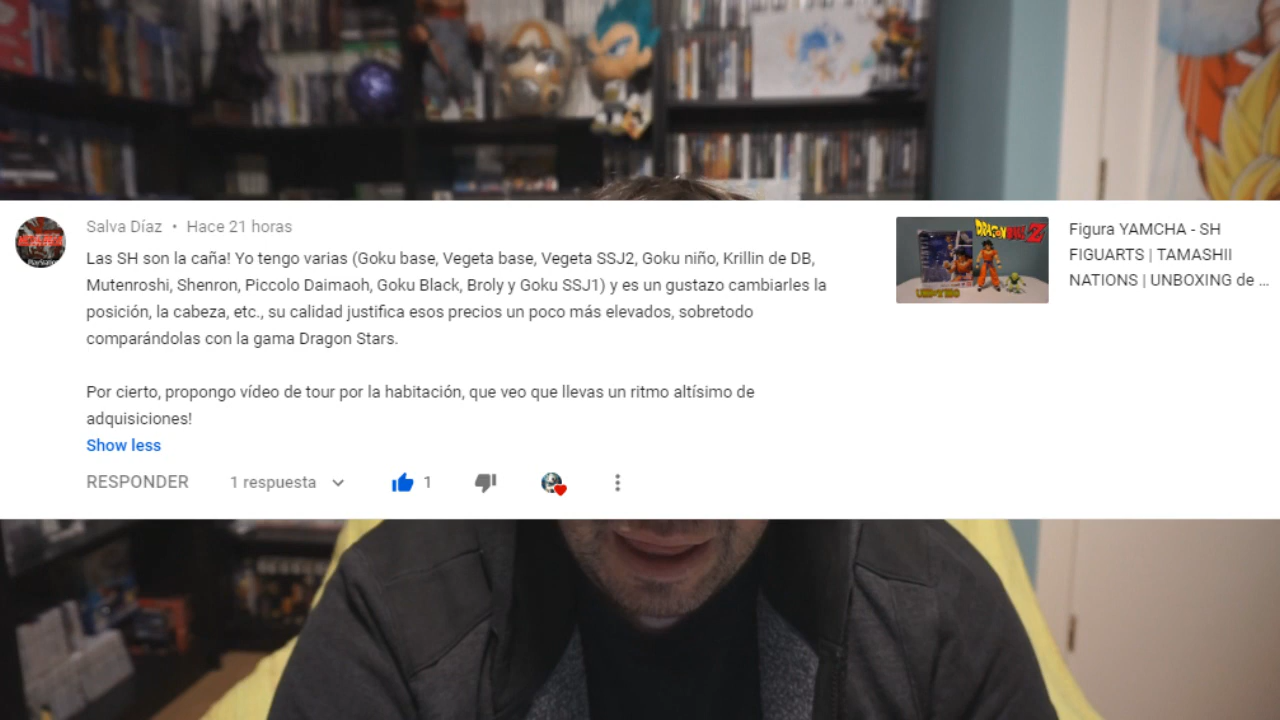 Salva Díaz • Hace 21 horas
Las SH son la caña! Yo tengo varias (Goku base, Vegeta base, Vegeta SSJ2, Goku niño, Krillin de DB,
Mutenroshi, Shenron, Piccolo Daimaoh, Goku Black, Broly y Goku SSJ1) y es un gustazo cambiarles la
posición, la cabeza, etc., su calidad justifica esos precios un poco más elevados, sobretodo
comparándolas con la gama Dragon Stars.
Por cierto, propongo vídeo de tour por la habitación, que veo que llevas un ritmo altísimo de
adquisiciones!
Show less
RESPONDER 1 respuesta 1
DRAGON BALL Z
UNBOXING
Figura YAMCHA - SH
FIGUARTS | TAMASHII
NATIONS | UNBOXING de ...